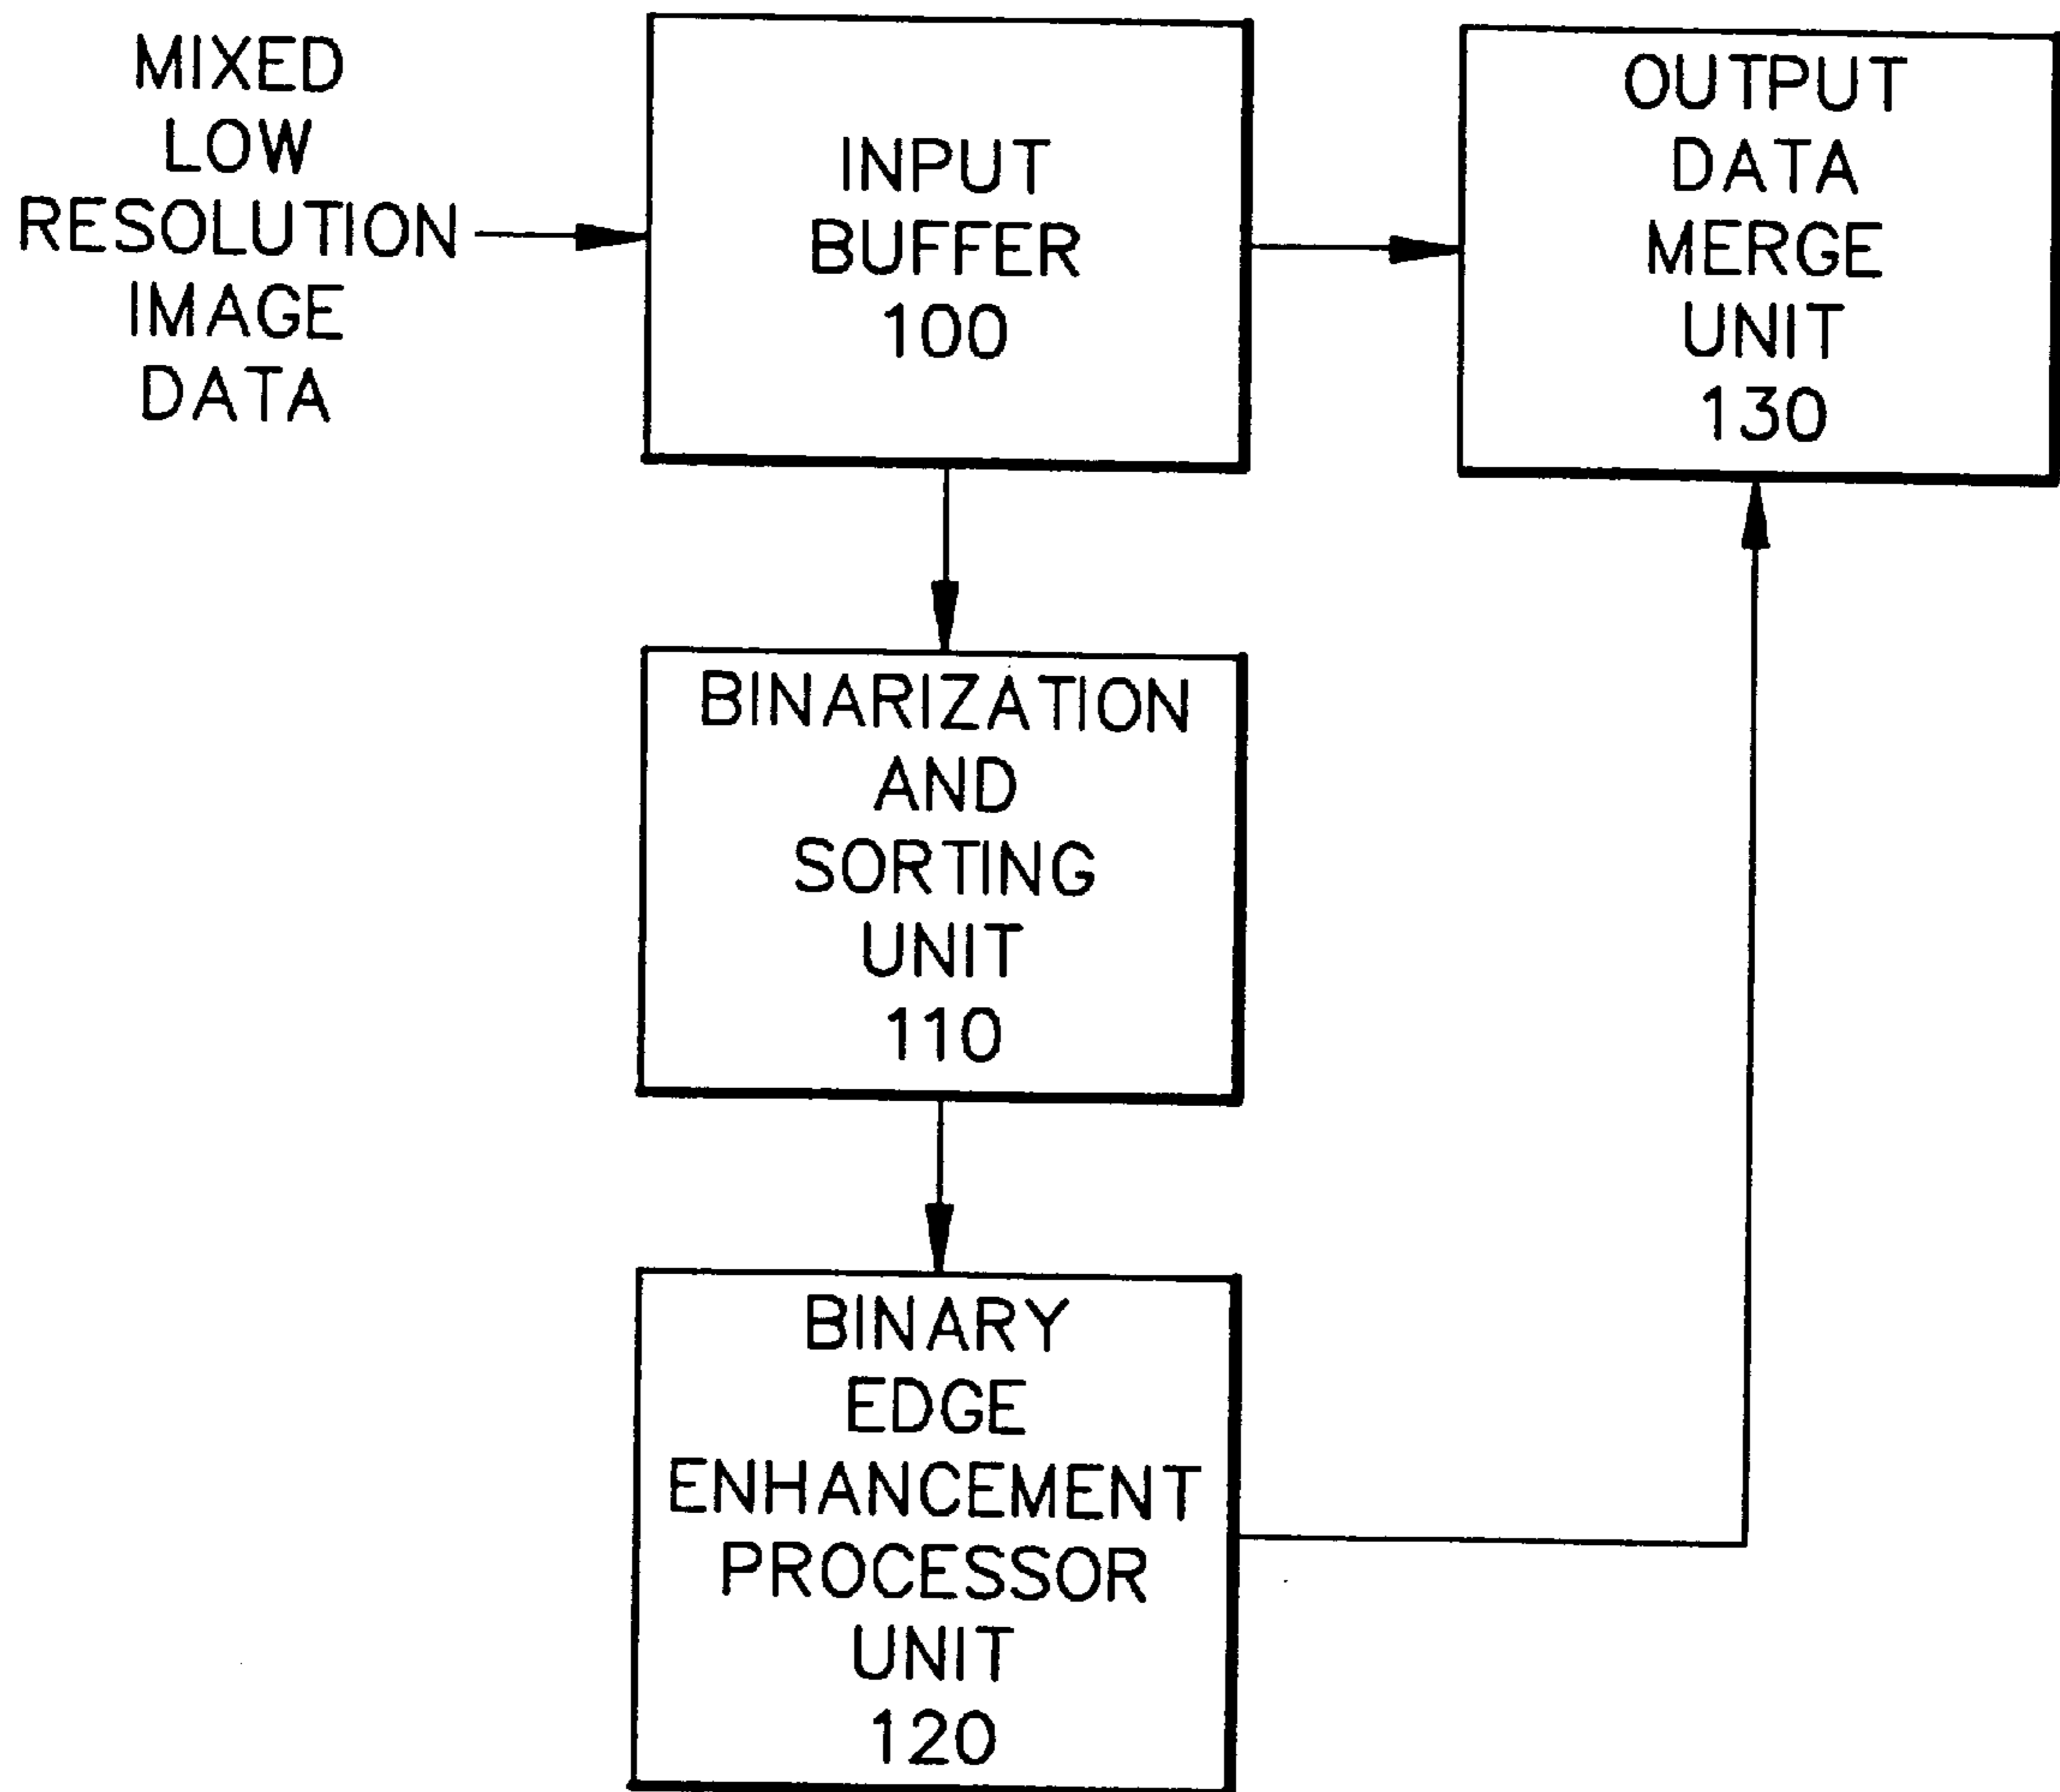 MIXED
LOW
RESOLUTION
IMAGE
DATA
INPUT
BUFFER
100
OUTPUT
DATA
MERGE
UNIT
130
BINARIZATION
AND
SORTING
UNIT
110
BINARY
EDGE
ENHANCEMENT
PROCESSOR
UNIT
120